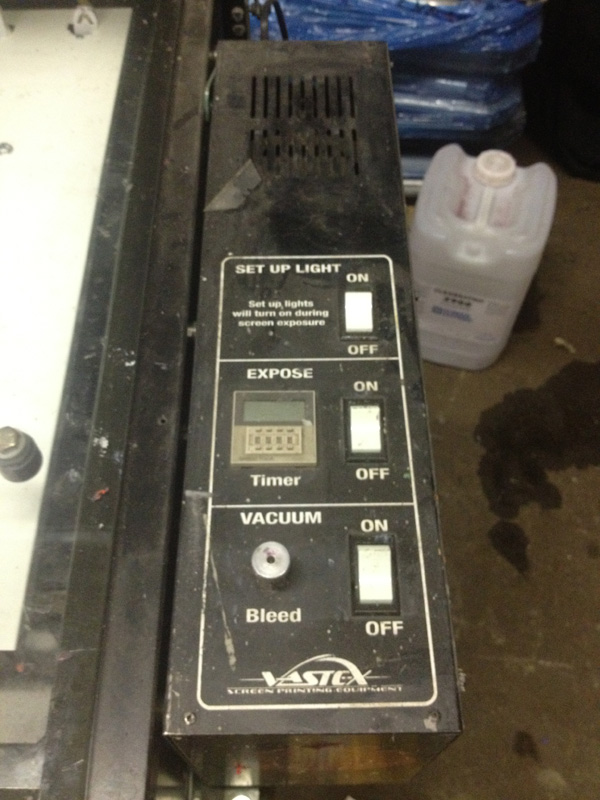 SET UP LIGHT
ON
Set up lights
will turn on during
screen exposure
OFF
EXPOSE
ON
Timer
OFF
VACUUM
ON
Bleed
OFF
VASTEX
SCREEN PRINTING EQUIPMENT